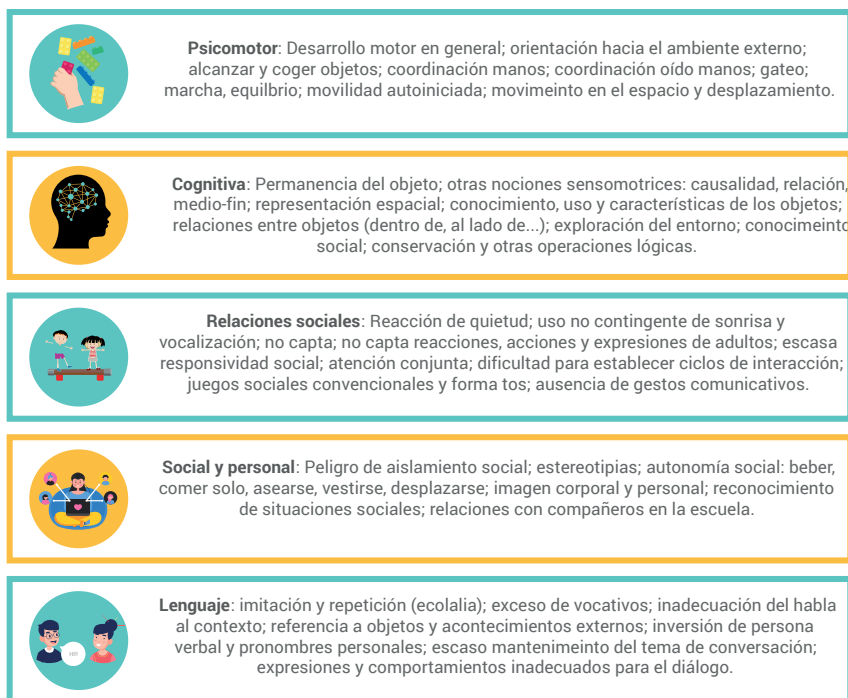 Psicomotor: Desarrollo motor en general; orientación hacia el ambiente externo;
alcanzar y coger objetos; coordinación manos; coordinación oído manos; gateo;
marcha, equilbrio; movilidad autoiniciada; movimeinto en el espacio y desplazamiento.
Cognitiva: Permanencia del objeto; otras nociones sensomotrices: causalidad, relación,
medio-fin; representación espacial; conocimiento, uso y características de los objetos;
relaciones entre objetos (dentro de, al lado de...); exploración del entorno; conocimeinto
social; conservación y otras operaciones lógicas.
Relaciones sociales: Reacción de quietud; uso no contingente de sonrisa y
vocalización; no capta; no capta reacciones, acciones y expresiones de adultos; escasa
responsividad social; atención conjunta; dificultad para establecer ciclos de interacción;
juegos sociales convencionales y forma tos; ausencia de gestos comunicativos.
Social y personal: Peligro de aislamiento social; estereotipias; autonomía social: beber,
comer solo, asearse, vestirse, desplazarse; imagen corporal y personal; reconocimiento
de situaciones sociales; relaciones con compañeros en la escuela.
Lenguaje: imitación y repetición (ecolalia); exceso de vocativos; inadecuación del habla
al contexto; referencia a objetos y acontecimientos externos; inversión de persona
verbal y pronombres personales; escaso mantenimeinto del tema de conversación;
expresiones y comportamientos inadecuados para el diálogo.